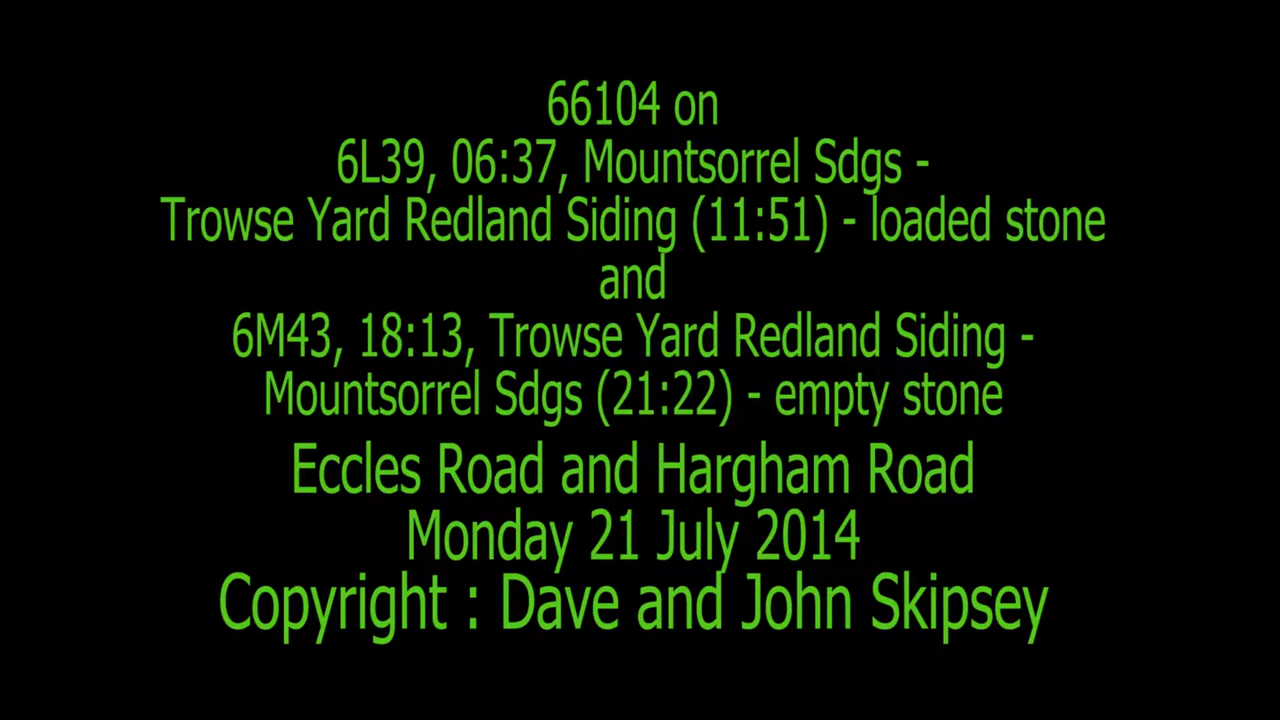 66104 on
6L39, 06:37, Mountsorrel Sdgs -
Trowse Yard Redland Siding (11:51) - loaded stone
and
6M43, 18:13, Trowse Yard Redland Siding -
Mountsorrel Sdgs (21:22) - empty stone
Eccles Road and Hargham Road
Monday 21 July 2014
Copyright : Dave and John Skipsey